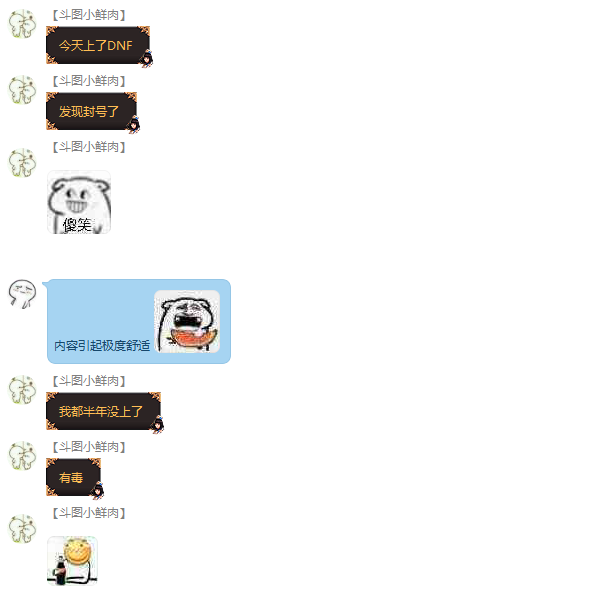 【斗图小鲜肉】
今天上了DNF
【斗图小鲜肉】
发现封号了
【斗图小鲜肉】
傻笑
内容引起极度舒适
【斗图小鲜肉】
我都半年没上了
【斗图小鲜肉】
有毒
【斗图小鲜肉】